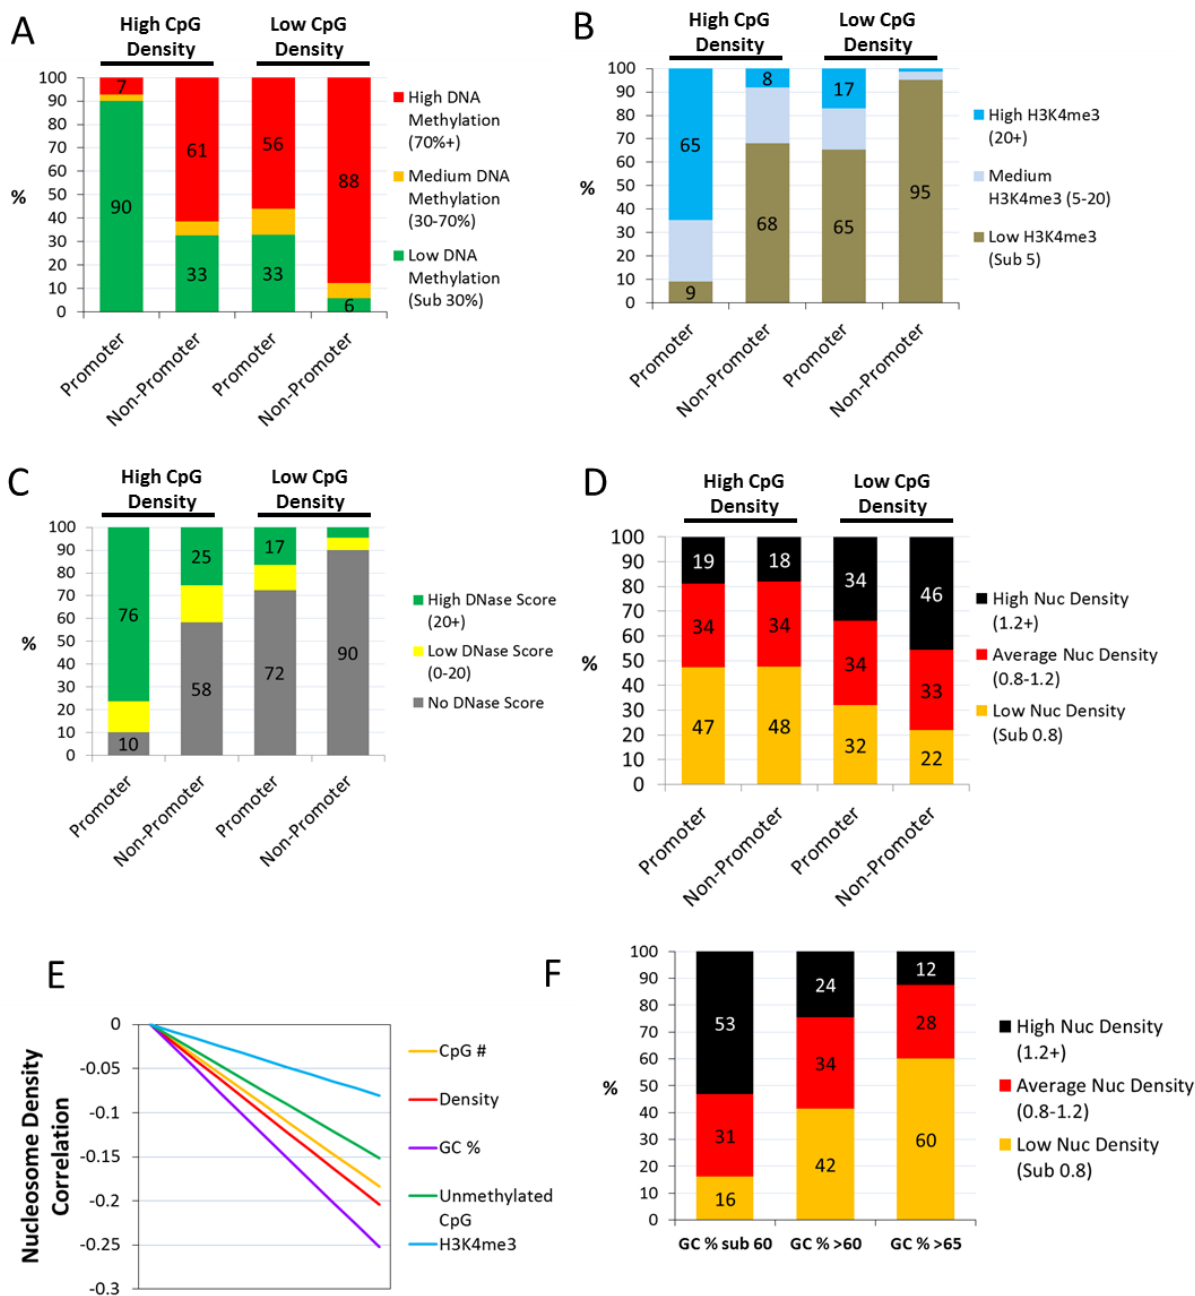 A
High CpG
Density
Low CpG
Density
100
90
80
70
60
50
40
30
20
10
0
%
7
90
61
33
56
33
88
6
Promoter
Non-Promoter
Promoter
Non-Promoter
High DNA
Methylation
(70%+)
Medium DNA
Methylation
(30-70%)
Low DNA
Methylation
(Sub 30%)
B
High CpG
Density
Low CpG
Density
100
90
80
70
60
50
40
30
20
10
0
%
65
9
8
68
17
65
95
Promoter
Non-Promoter
Promoter
Non-Promoter
High H3K4me3
(20+)
Medium
H3K4me3 (5-20)
Low H3K4me3
(Sub 5)
C
High CpG
Density
Low CpG
Density
100
90
80
70
60
50
40
30
20
10
0
%
76
10
25
58
17
72
90
Promoter
Non-Promoter
Promoter
Non-Promoter
High DNase Score
(20+)
Low DNase Score
(0-20)
No DNase Score
D
High CpG
Density
Low CpG
Density
100
90
80
70
60
50
40
30
20
10
0
%
19
34
47
18
34
48
34
34
32
46
33
22
Promoter
Non-Promoter
Promoter
Non-Promoter
High Nuc Density
(1.2+)
Average Nuc Density
(0.8-1.2)
Low Nuc Density
(Sub 0.8)
E
Nucleosome Density
Correlation
0
-0.05
-0.1
-0.15
-0.2
-0.25
-0.3
CpG #
Density
GC %
Unmethylated
CpG
H3K4me3
F
100
90
80
70
60
50
40
30
20
10
0
%
53
31
16
24
34
42
12
28
60
GC % sub 60
GC % >60
GC % >65
High Nuc Density
(1.2+)
Average Nuc Density
(0.8-1.2)
Low Nuc Density
(Sub 0.8)